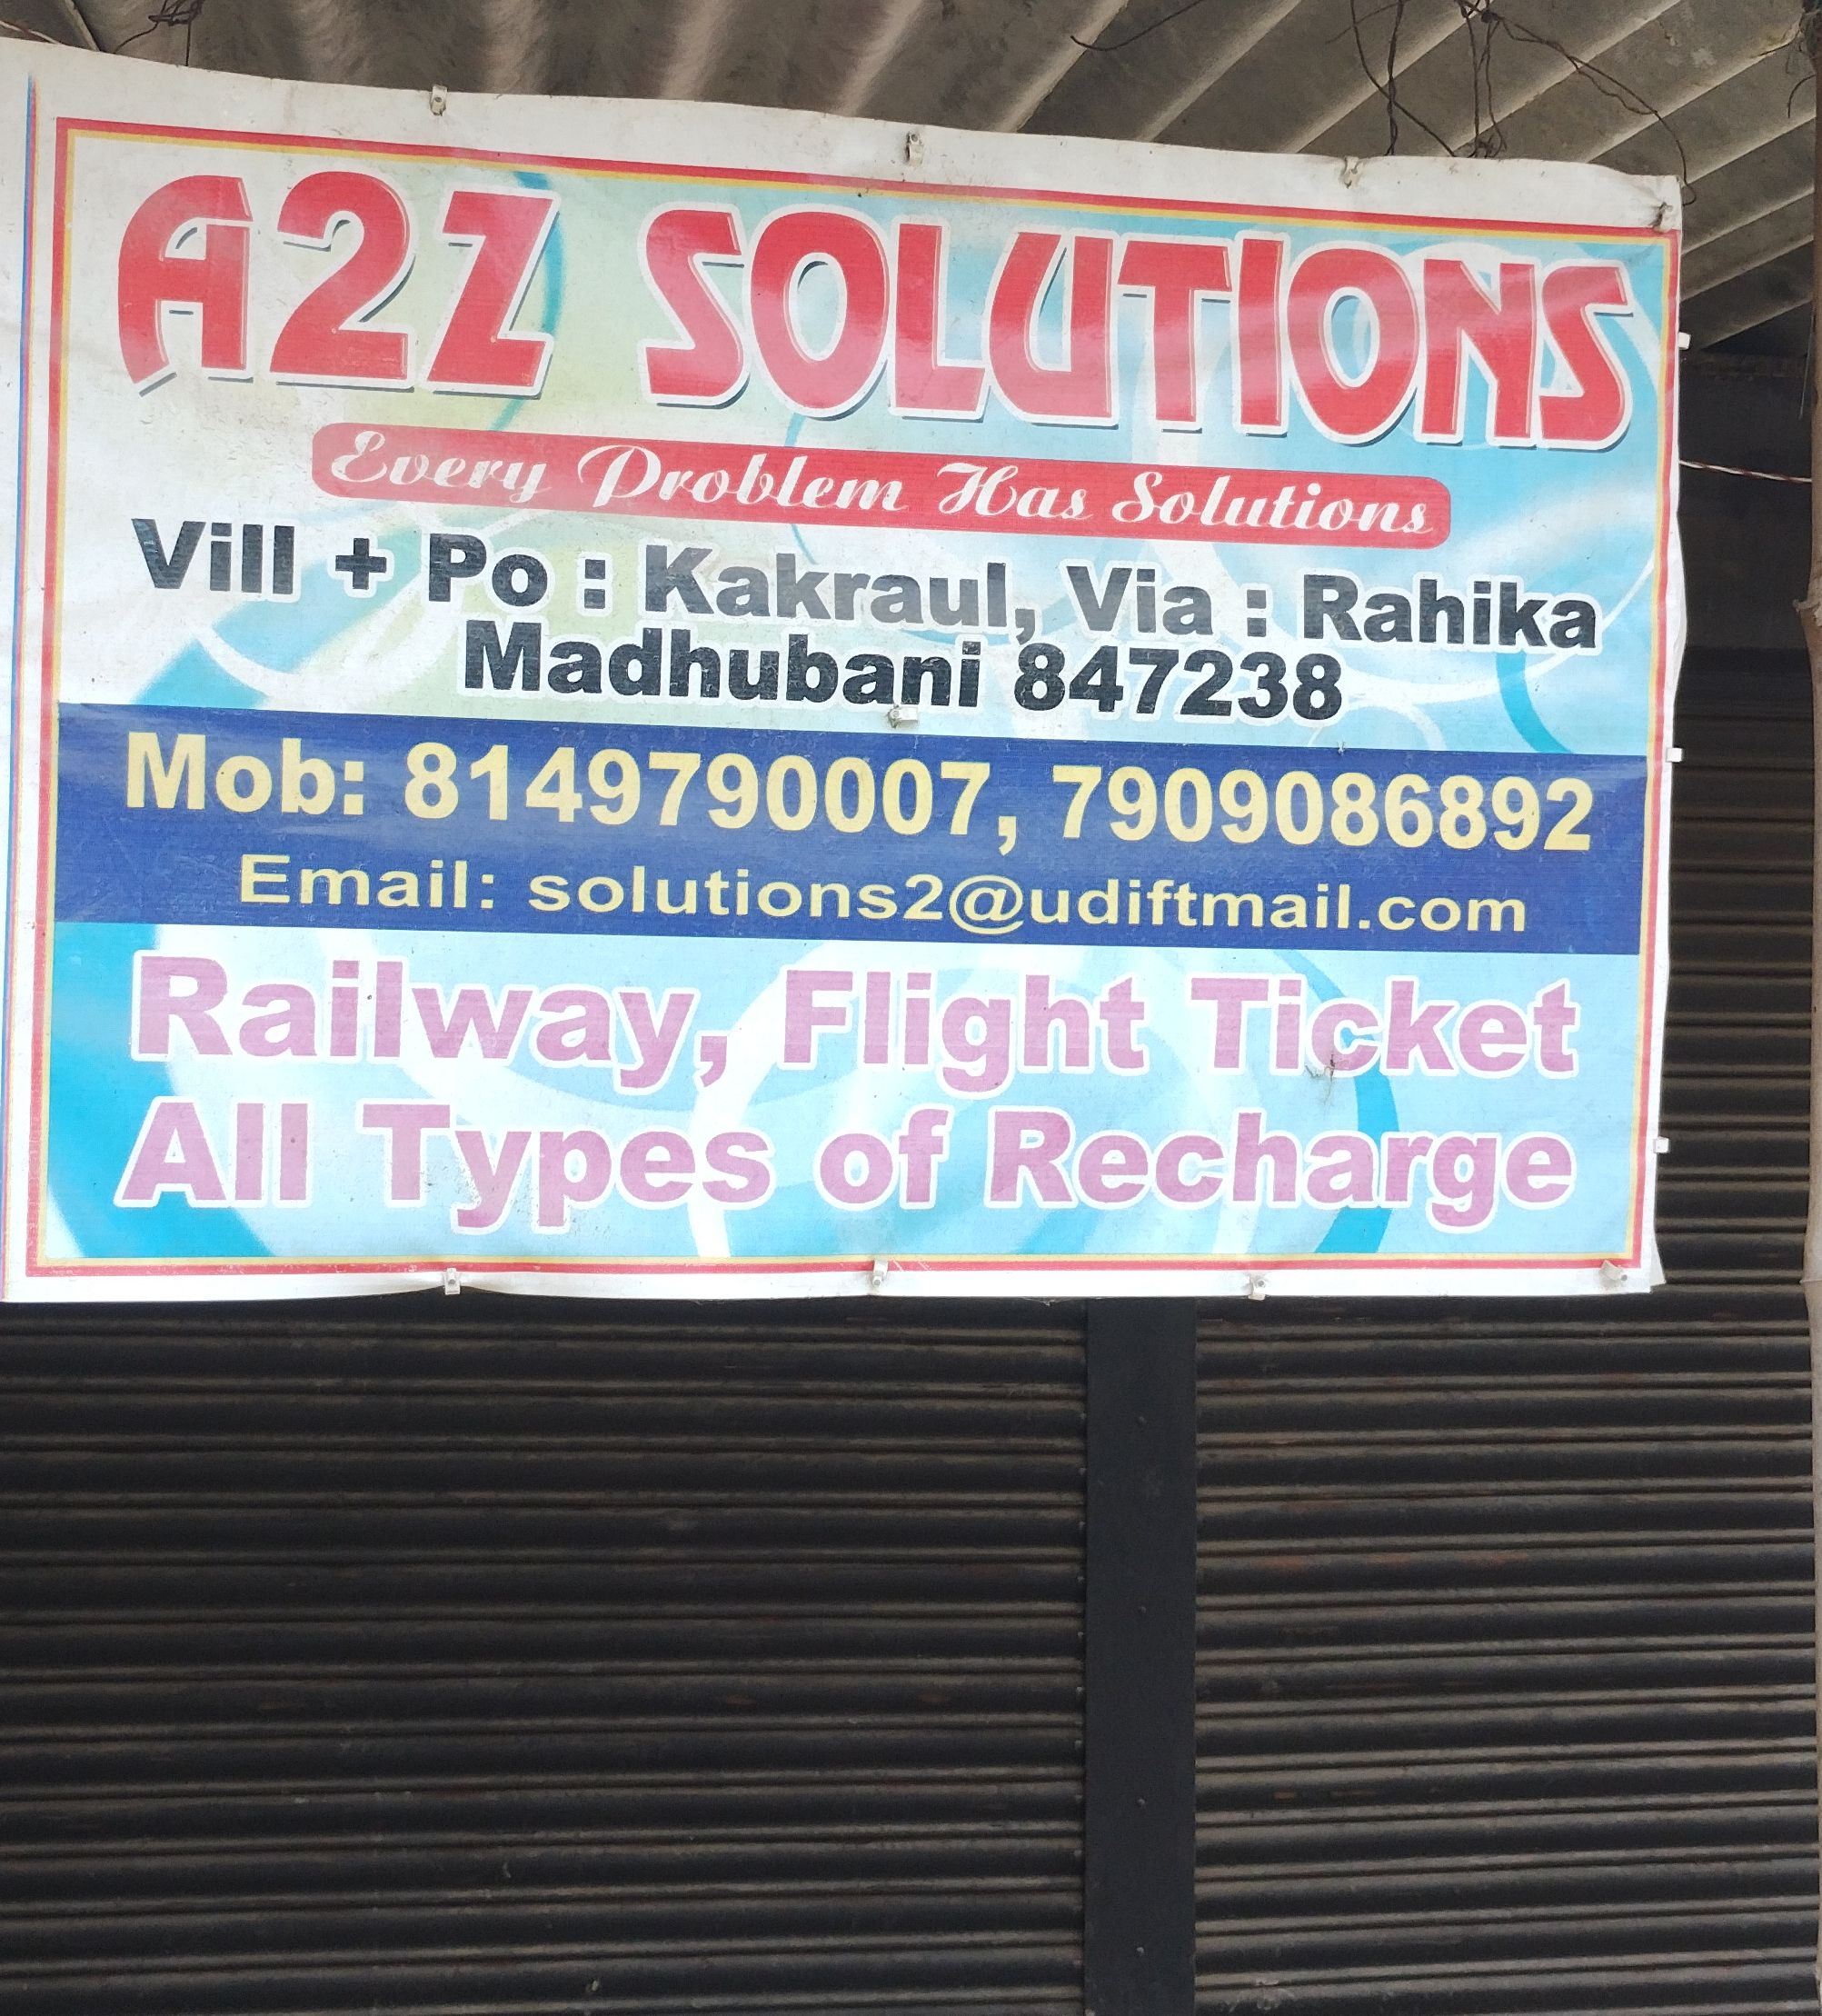 A2Z SOLUTIONS
Every Problem Has Solutions
Vill + Po : Kakraul, Via : Rahika
Madhubani 847238
Mob: 8149790007, 7909086892
Email: solutions2@udiftmail.com
Railway, Flight Ticket
All Types of Recharge